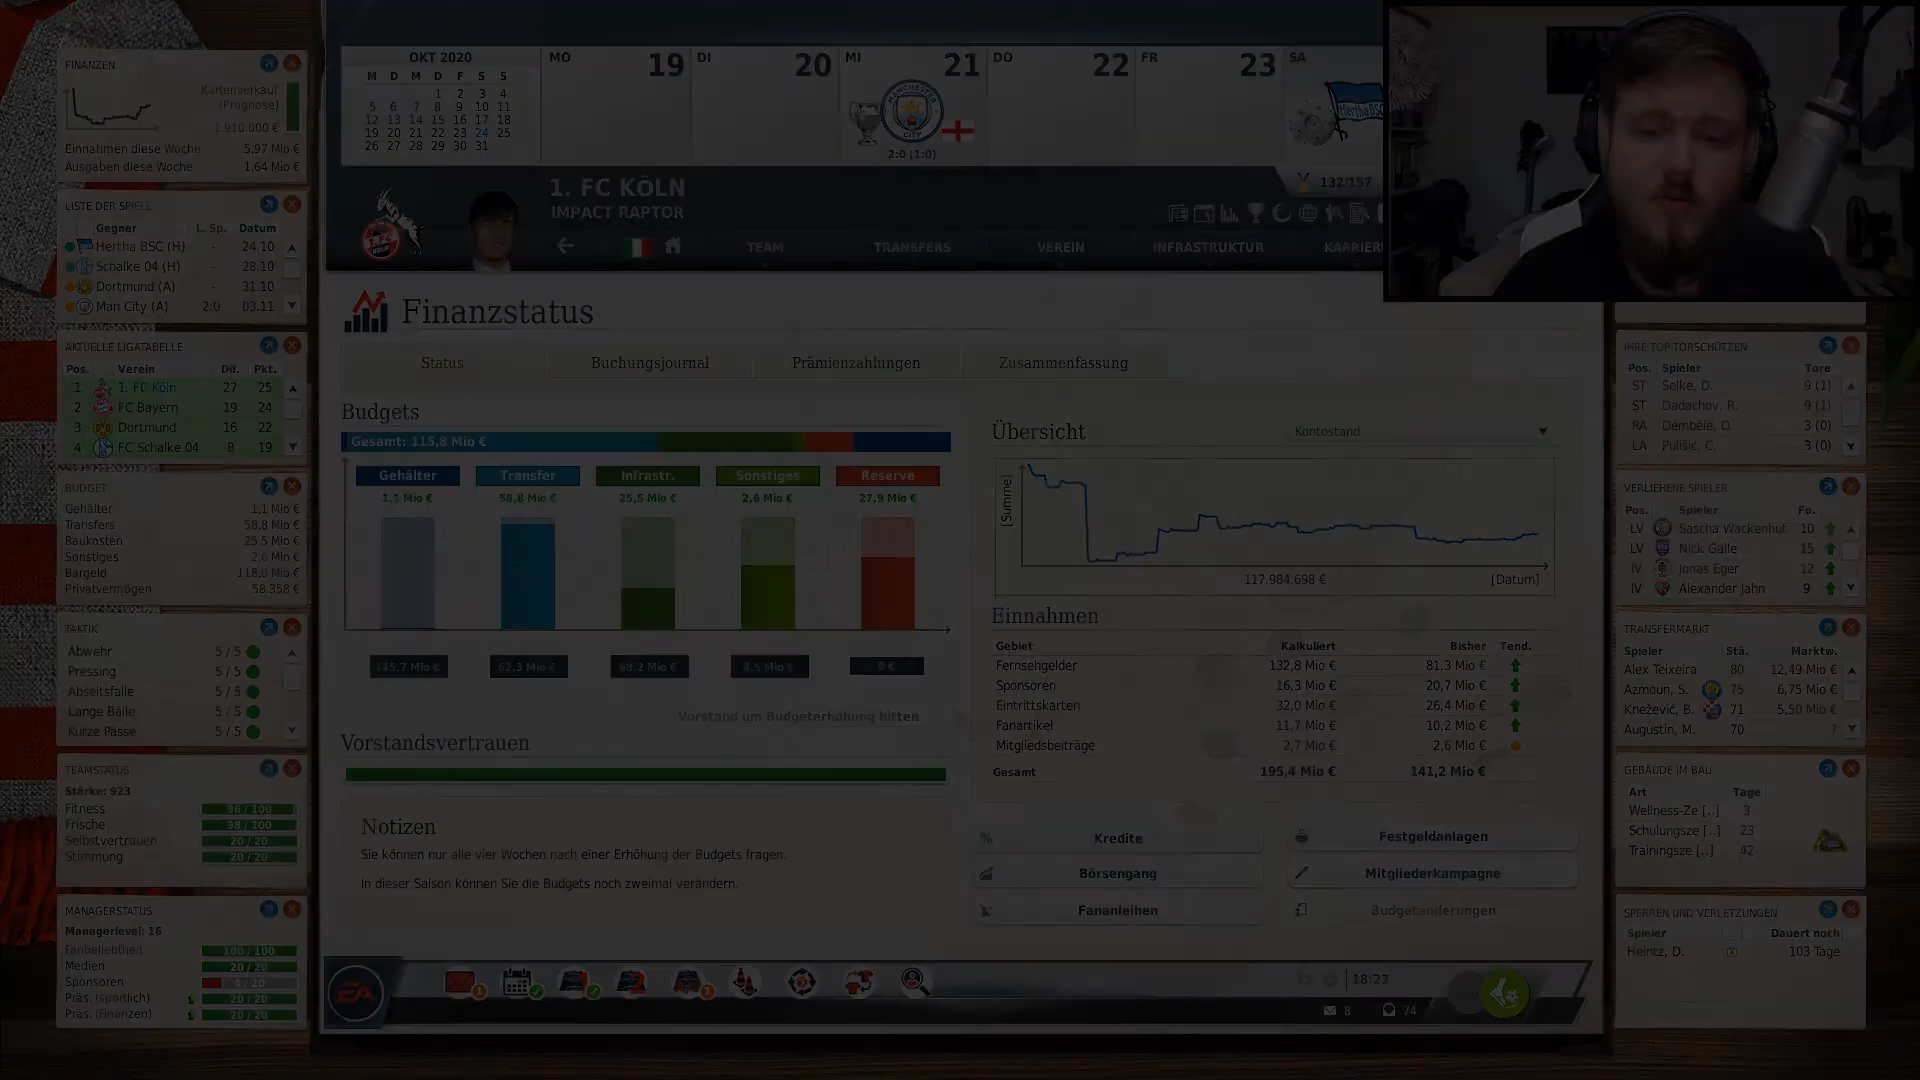 FINANZEN
Kartenverkauf
(Prognose)
1.910.000 €
Einnahmen diese Woche 5,97 Mio €
Ausgaben diese Woche 1,64 Mio €
LISTE DER SPIELE
Gegner L. Sp. Datum
Hertha BSC (H) - 24.10
Schalke 04 (H) - 28.10
Dortmund (A) - 31.10
Man City (A) 2:0 03.11
AKTUELLE LIGATABELLE
Pos. Verein Dif. Pkt.
1 1. FC Köln 27 25
2 FC Bayern 19 24
3 Dortmund 16 22
4 FC Schalke 04 8 19
BUDGET
Gehälter 1,1 Mio €
Transfers 58,8 Mio €
Baukosten 25,5 Mio €
Sonstiges 2,6 Mio €
Bargeld 118,0 Mio €
Privatvermögen 58.358 €
TAKTIK
Abwehr 5 / 5
Pressing 5 / 5
Abseitsfalle 5 / 5
Lange Bälle 5 / 5
Kurze Pässe 5 / 5
TEAMSTATUS
Stärke: 923
Fitness 96 / 100
Frische 98 / 100
Selbstvertrauen 20 / 20
Stimmung 20 / 20
MANAGERSTATUS
Managerlevel: 16
Fanbeliebtheit 100 / 100
Medien 20 / 20
Sponsoren 4 / 20
Präs. (sportlich) 20 / 20
Präs. (Finanzen) 20 / 20
OKT 2020
M D M D F S S
1 2 3 4
5 6 7 8 9 10 11
12 13 14 15 16 17 18
19 20 21 22 23 24 25
26 27 28 29 30 31
MO 19 DI 20 MI 21 DO 22 FR 23 SA
MANCHESTER
CITY
2:0 (1:0)
Hertha BSC
1. FC KÖLN
IMPACT RAPTOR
132/157
TEAM TRANSFERS VEREIN INFRASTRUKTUR KARRIERE
Finanzstatus
Status Buchungsjournal Prämienzahlungen Zusammenfassung
Budgets
Gesamt: 115,8 Mio €
Gehälter Transfer Infrastr. Sonstiges Reserve
1,1 Mio € 58,8 Mio € 25,5 Mio € 2,6 Mio € 27,9 Mio €
145,7 Mio € 62,3 Mio € 68,2 Mio € 4,5 Mio € 0 €
Vorstand um Budgeterhöhung bitten
Vorstandsvertrauen
Notizen
Sie können nur alle vier Wochen nach einer Erhöhung der Budgets fragen.
In dieser Saison können Sie die Budgets noch zweimal verändern.
Übersicht Kontostand
[Summe]
117.984.698 € [Datum]
Einnahmen
Gebiet Kalkuliert Bisher Tend.
Fernsehgelder 132,8 Mio € 81,3 Mio €
Sponsoren 16,3 Mio € 20,7 Mio €
Eintrittskarten 32,0 Mio € 26,4 Mio €
Fanartikel 11,7 Mio € 10,2 Mio €
Mitgliedsbeiträge 2,7 Mio € 2,6 Mio €
Gesamt 195,4 Mio € 141,2 Mio €
Kredite Festgeldanlagen
Börsengang Mitgliederkampagne
Fananleihen Budgetänderungen
EA
18:23
8 74
IHRE TOP-TORSCHÜTZEN
Pos. Spieler Tore
ST Selke, D. 9 (1)
ST Dadachov, R. 9 (1)
RA Dembélé, O. 3 (0)
LA Pulišic, C. 3 (0)
VERLIEHENE SPIELER
Pos. Spieler Fo.
LV Sascha Wackenhut 10
LV Nick Galle 15
IV Jonas Eger 12
IV Alexander Jahn 9
TRANSFERMARKT
Spieler Stä. Marktw.
Alex Teixeira 80 12,49 Mio €
Azmoun, S. 75 6,75 Mio €
Knežević, B. 71 5,50 Mio €
Augustin, M. 70 ?
GEBÄUDE IM BAU
Art Tage
Wellness-Ze [..] 3
Schulungsze [..] 23
Trainingsze [..] 42
SPERREN UND VERLETZUNGEN
Spieler Dauert noch
Heintz, D. 103 Tage